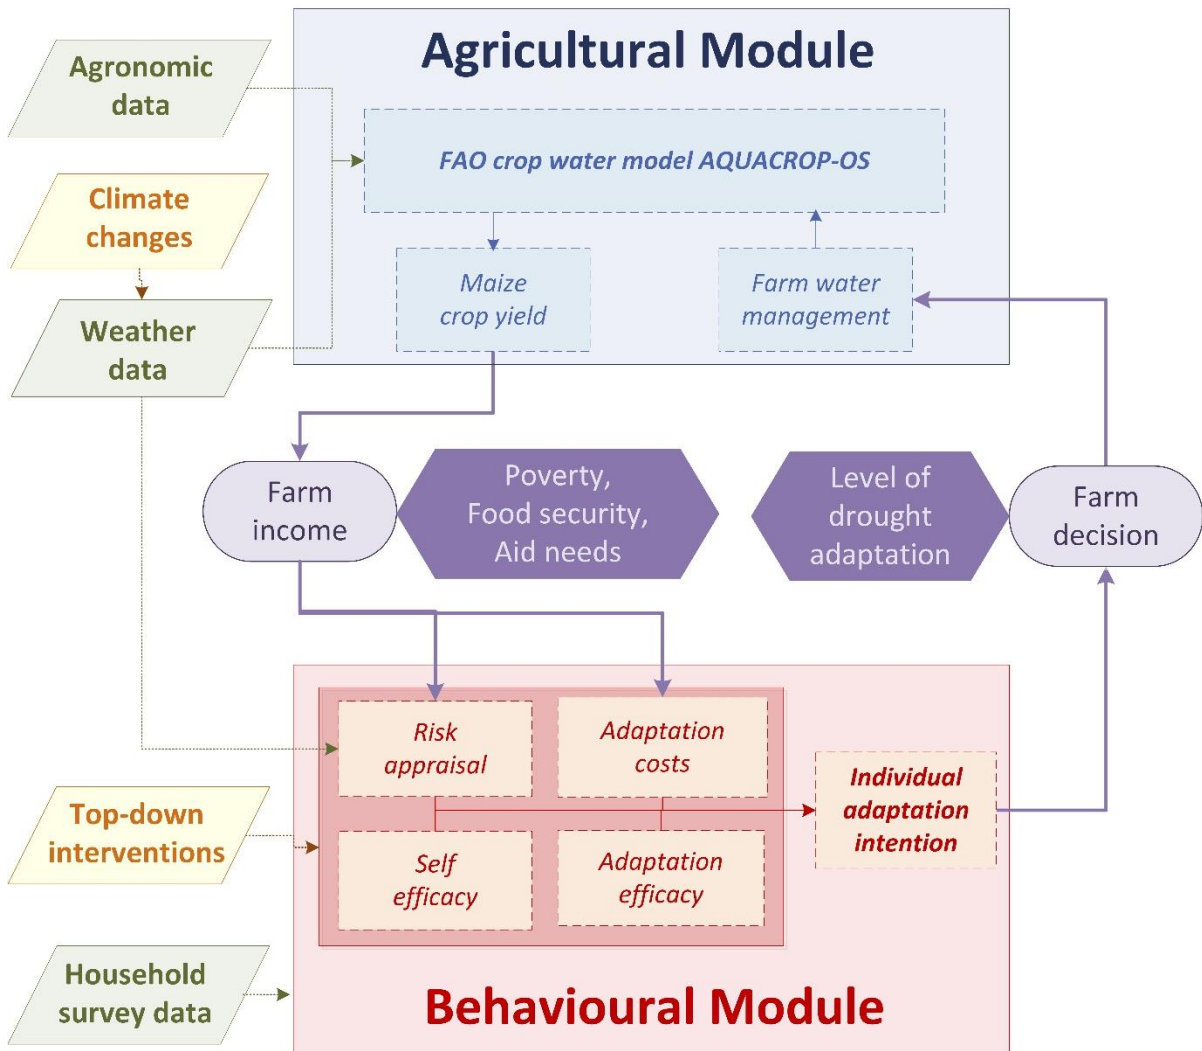 Agricultural Module
Agronomic
data
FAO crop water model AQUACROP-OS
Climate
changes
Maize
crop yield
Farm water
management
Weather
data
Farm
income
Poverty,
Food security,
Aid needs
Level of
drought
adaptation
Farm
decision
Risk
appraisal
Adaptation
costs
Individual
adaptation
intention
Top-down
interventions
Self
efficacy
Adaptation
efficacy
Household
survey data
Behavioural Module